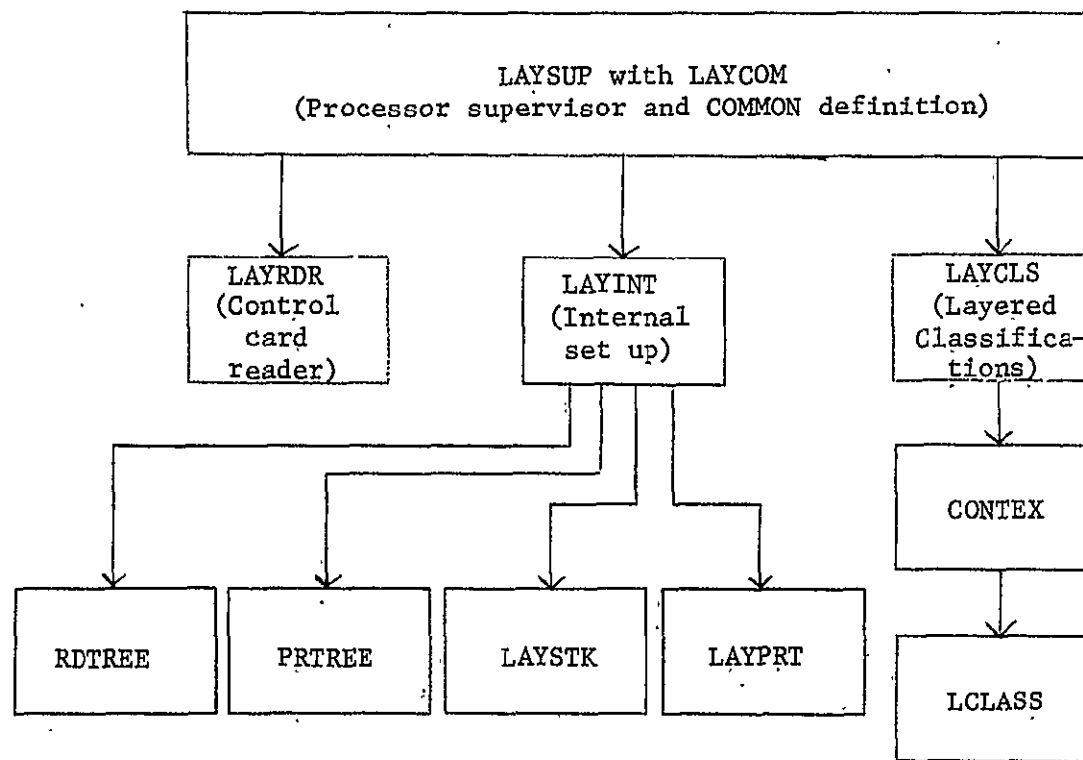 LAYSUP with LAYCOM
(Processor supervisor and COMMON definition)
LAYRDR
(Control
card
reader)
LAYINT
(Internal
set up)
LAYCLS
(Layered
Classifica-
tions)
CONTEX
RDTREE
PRTREE
LAYSTK
LAYPRT
LCLASS